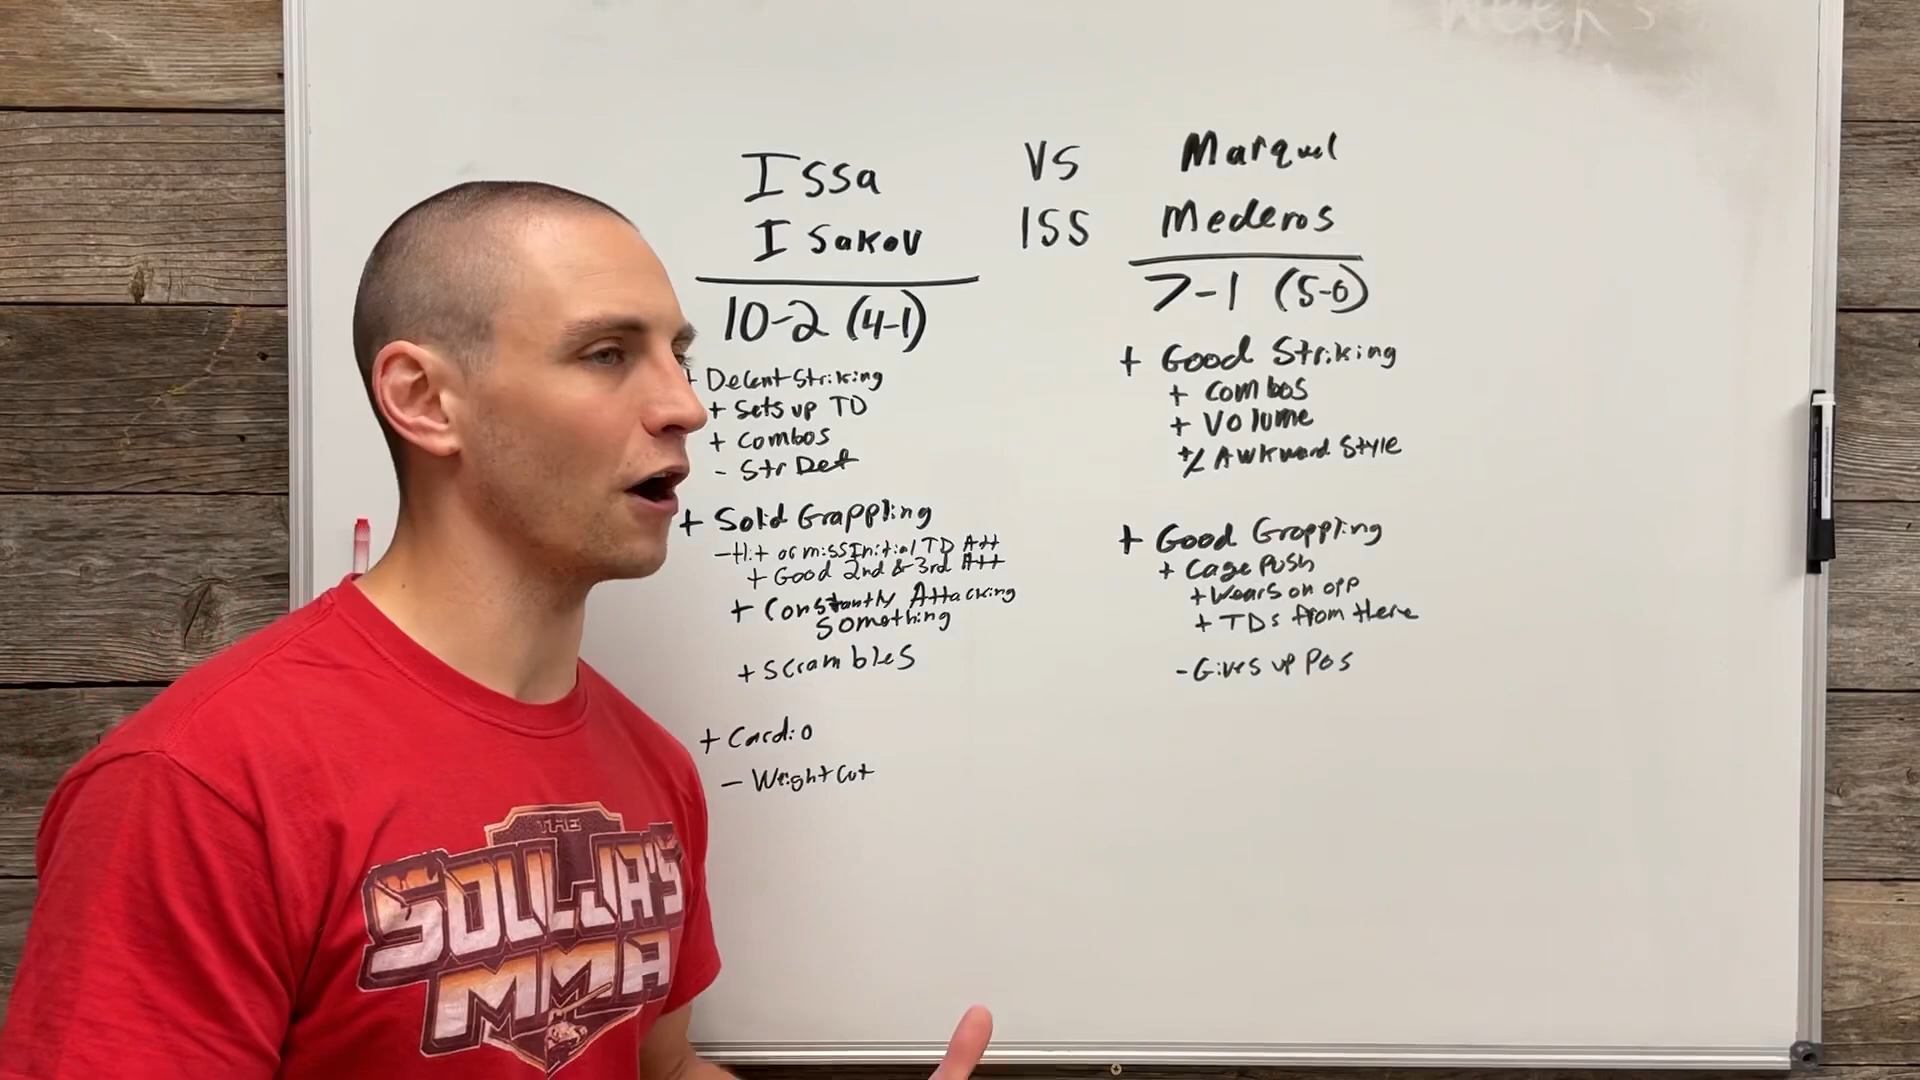 WEEKS
Issa VS Marquel
Isakov 155 Mederos
10-2 (4-1)
+ Decent Striking
+ Sets up TD
+ Combos
- Str Def
+ Solid Grappling
- Hit or miss Initial TD Att
+ Good 2nd & 3rd Att
+ Constantly Attacking
Something
+ Scrambles
+ Cardio
- Weight Cut
7-1 (5-0)
+ Good Striking
+ Combos
+ Volume
+/- Awkward Style
+ Good Grappling
+ Cage Push
+ Wears on opp
+ TDs from there
- Gives up Pos
THE
SOULJA'S
MMA